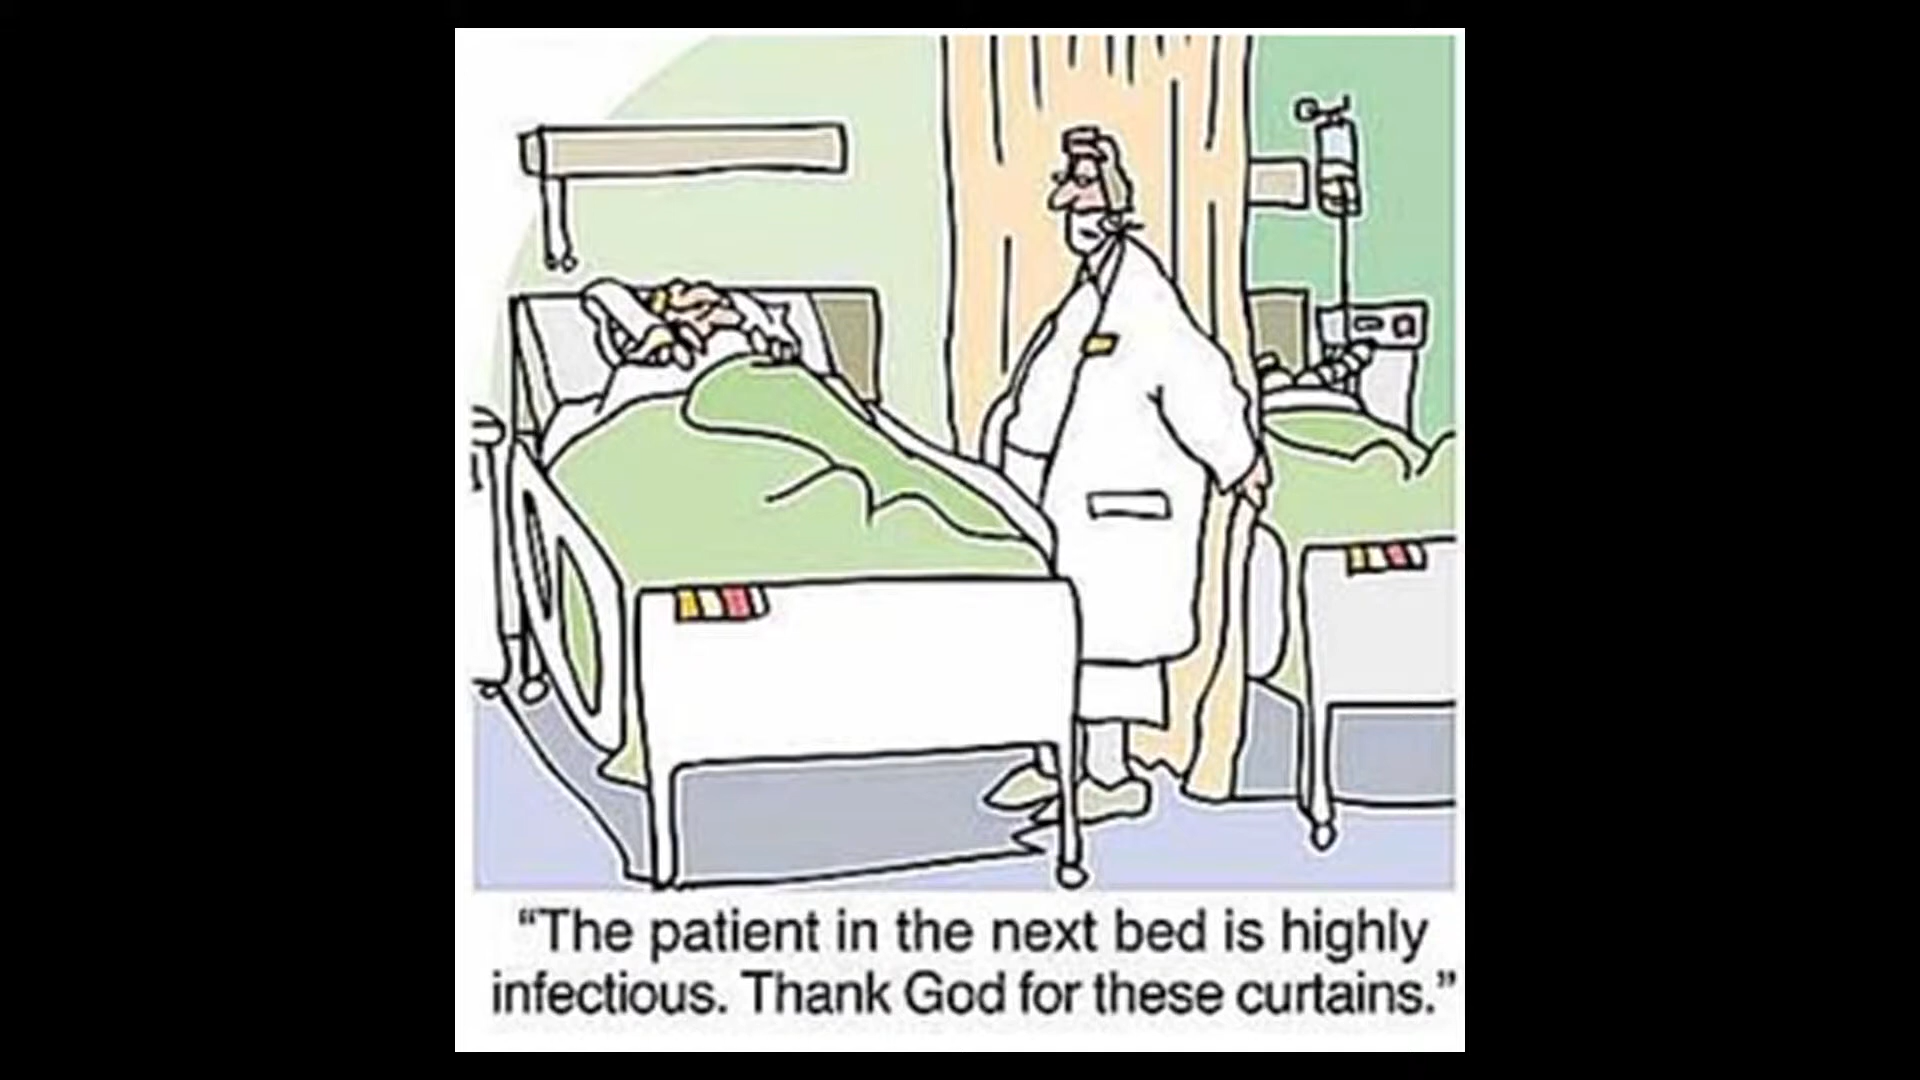 “The patient in the next bed is highly
infectious. Thank God for these curtains.”